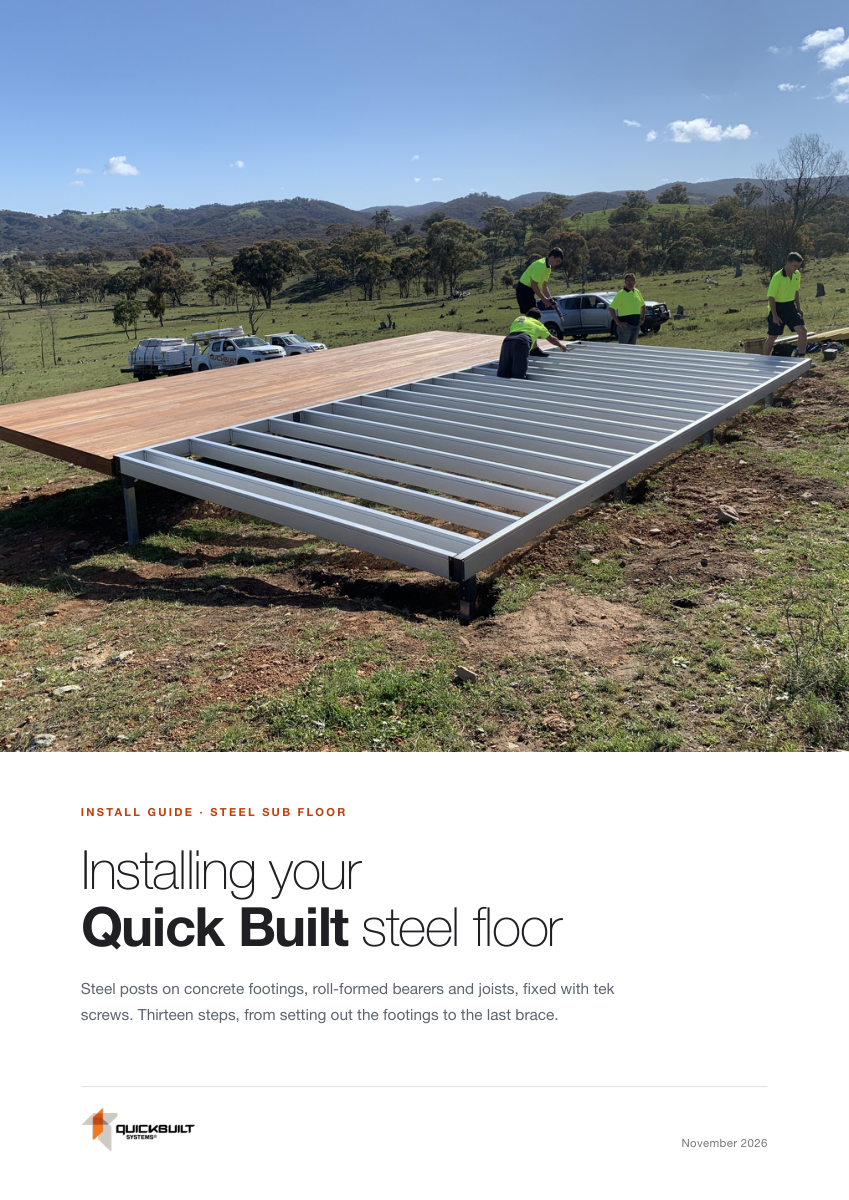 INSTALL GUIDE · STEEL SUB FLOOR
Installing your
Quick Built steel floor
Steel posts on concrete footings, roll-formed bearers and joists, fixed with tek
screws. Thirteen steps, from setting out the footings to the last brace.
QUICKBUILT
SYSTEMS®
November 2026